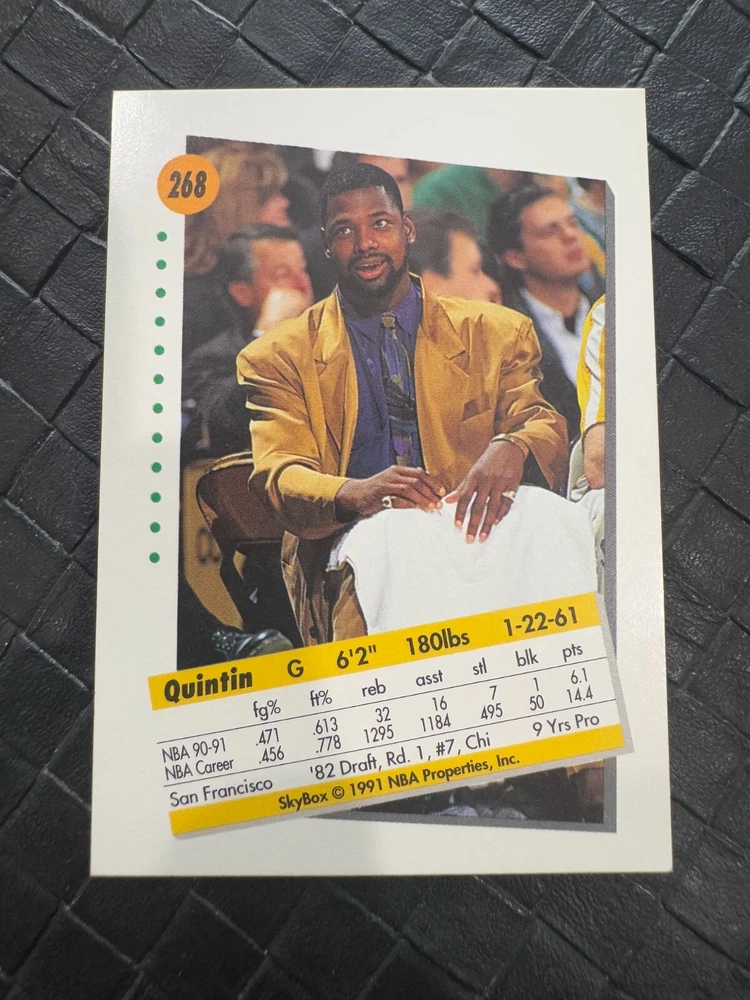 268
Quintin G 6'2" 180lbs 1-22-61
fg% ft% reb asst stl blk pts
NBA 90-91 .471 .613 32 16 7 1 6.1
NBA Career .456 .778 1295 1184 495 50 14.4
San Francisco '82 Draft, Rd. 1, #7, Chi 9 Yrs Pro
SkyBox © 1991 NBA Properties, Inc.